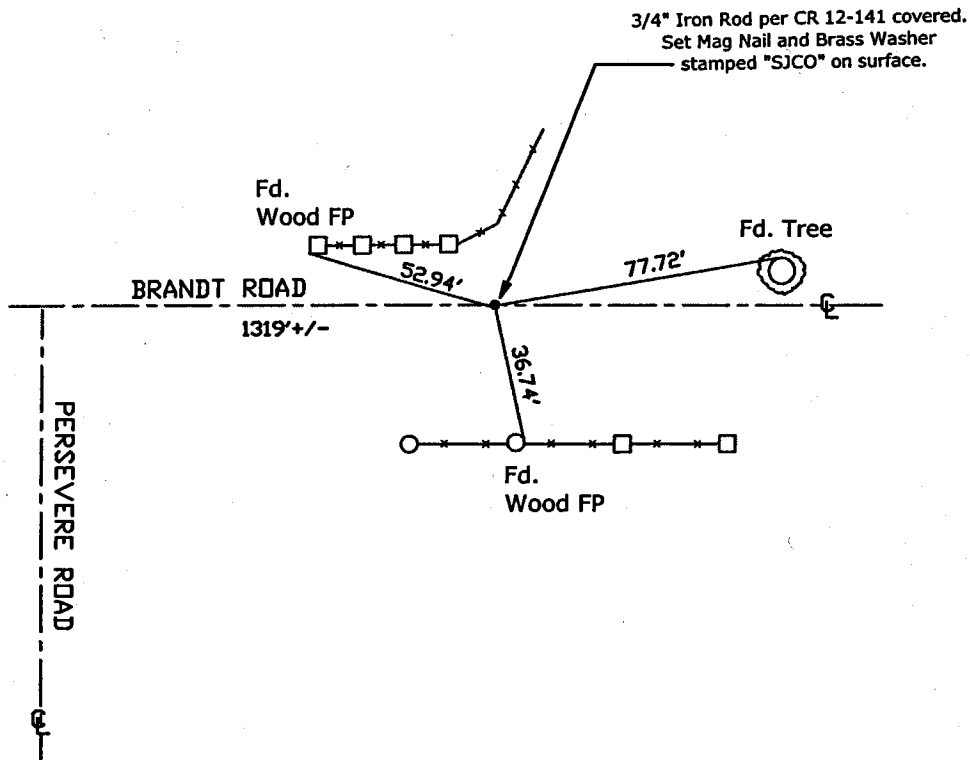 3/4" Iron Rod per CR 12-141 covered.
Set Mag Nail and Brass Washer
stamped "SJCO" on surface.
Fd.
Wood FP
Fd. Tree
52.94'
77.72'
BRANDT ROAD
1319'+/-
℄
36.74'
PERSEVERE ROAD
Fd.
Wood FP
℄